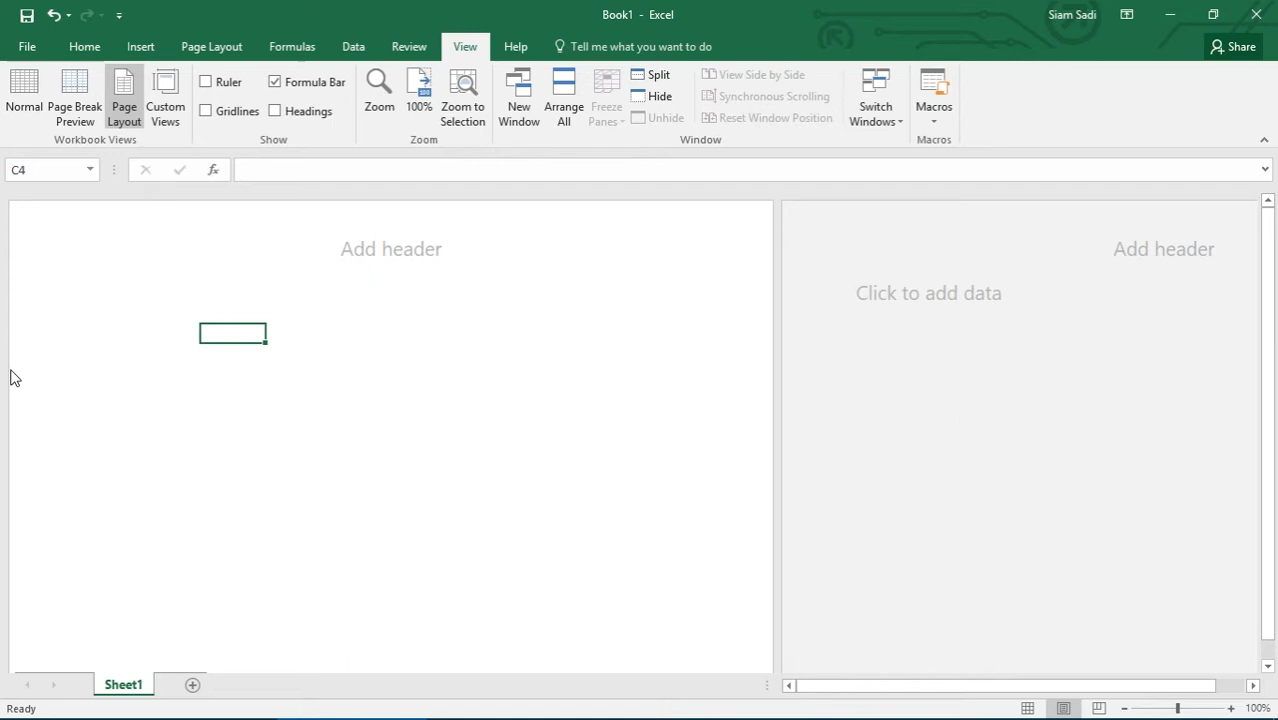 Book1 - Excel
Siam Sadi
File Home Insert Page Layout Formulas Data Review View Help Tell me what you want to do Share
Normal Page Break Preview Page Layout Custom Views
Workbook Views
Ruler Formula Bar
Gridlines Headings
Show
Zoom 100% Zoom to Selection
Zoom
New Window Arrange All Freeze Panes
Split
Hide
Unhide
View Side by Side
Synchronous Scrolling
Reset Window Position
Switch Windows
Window
Macros
Macros
C4 fx
Add header Add header
Click to add data
Sheet1
Ready 100%